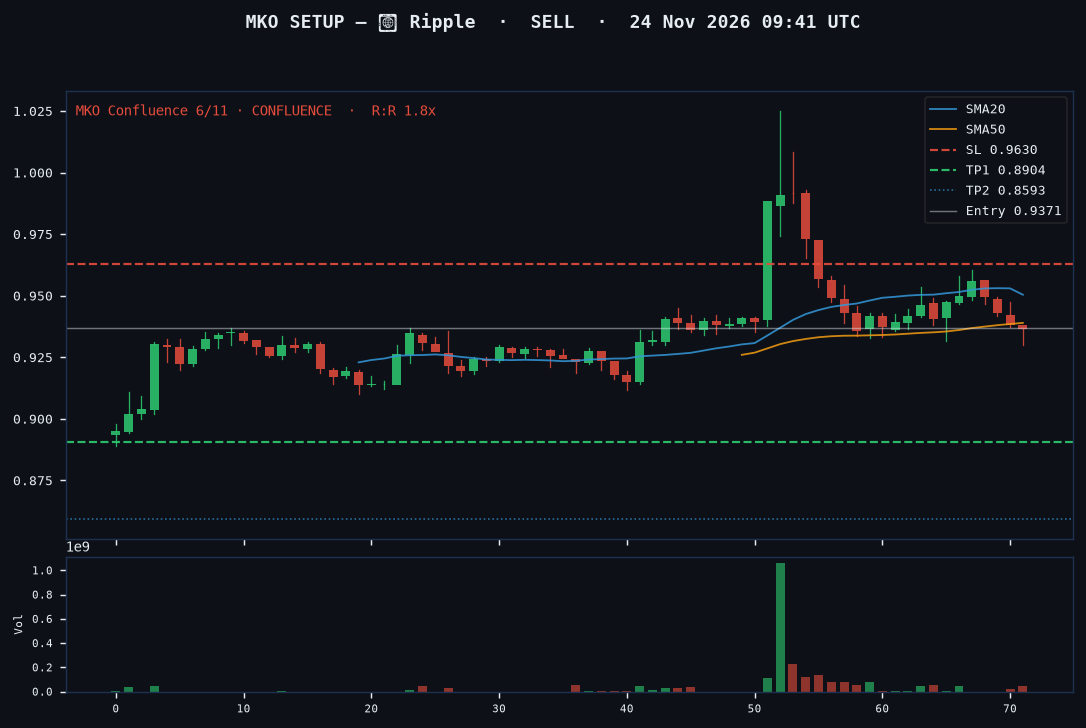 MKO SETUP — 🌐 Ripple · SELL · 24 Nov 2026 09:41 UTC
MKO Confluence 6/11 · CONFLUENCE · R:R 1.8x
SMA20
SMA50
SL 0.9630
TP1 0.8904
TP2 0.8593
Entry 0.9371
1.025
1.000
0.975
0.950
0.925
0.900
0.875
1e9
1.0
0.8
0.6
0.4
0.2
0.0
Vol
0 10 20 30 40 50 60 70